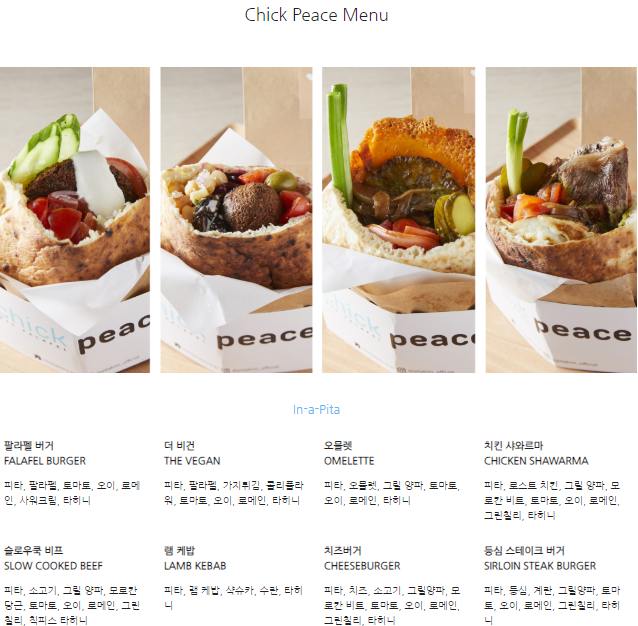 Chick Peace Menu
chick
peace
peace
chick
peace
peace
In-a-Pita
팔라펠 버거
FALAFEL BURGER
피타, 팔라펠, 토마토, 오이, 로메
인, 사워크림, 타히니
더 비건
THE VEGAN
피타, 팔라펠, 가지튀김, 콜리플라
워, 토마토, 오이, 로메인, 타히니
오믈렛
OMELETTE
피타, 오믈렛, 그릴 양파, 토마토,
오이, 로메인, 타히니
치킨 샤와르마
CHICKEN SHAWARMA
피타, 로스트 치킨, 그릴 양파, 모
로칸 비트, 토마토, 오이, 로메인,
그린칠리, 타히니
슬로우쿡 비프
SLOW COOKED BEEF
피타, 소고기, 그릴 양파, 모로칸
당근, 토마토, 오이, 로메인, 그린
칠리, 칙피스 타히니
램 케밥
LAMB KEBAB
피타, 램 케밥, 샥슈카, 수란, 타히
니
치즈버거
CHEESEBURGER
피타, 치즈, 소고기, 그릴양파, 모
로칸 비트, 토마토, 오이, 로메인,
그린칠리, 타히니
등심 스테이크 버거
SIRLOIN STEAK BURGER
피타, 등심, 계란, 그릴양파, 토마
토, 오이, 로메인, 그린칠리, 타히
니